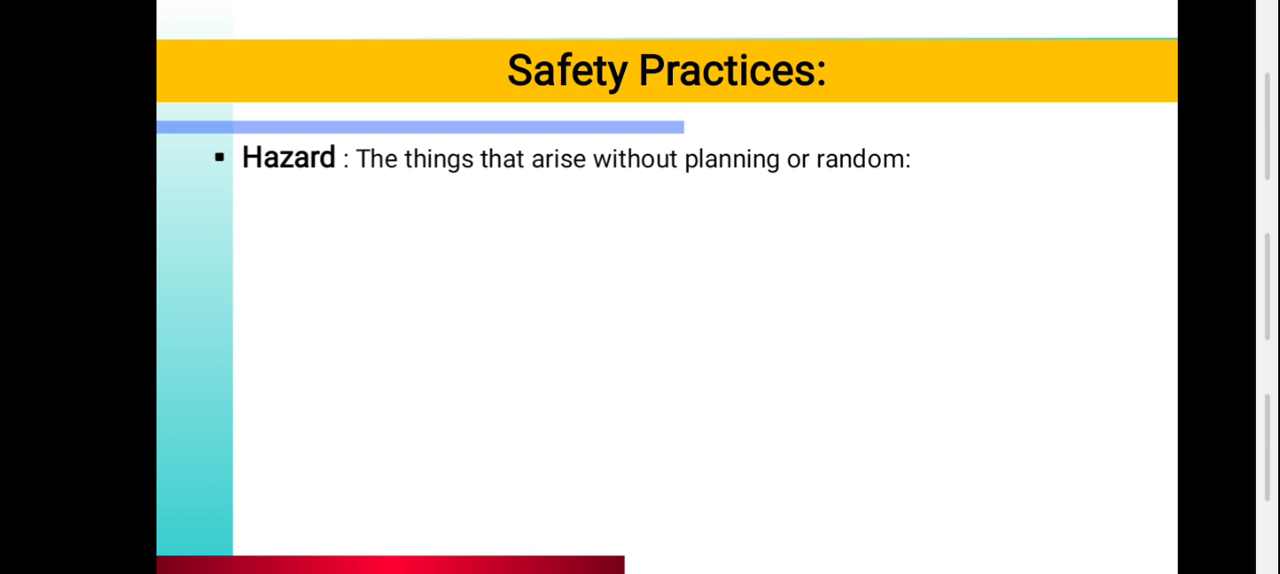 Safety Practices:
▪ Hazard : The things that arise without planning or random: